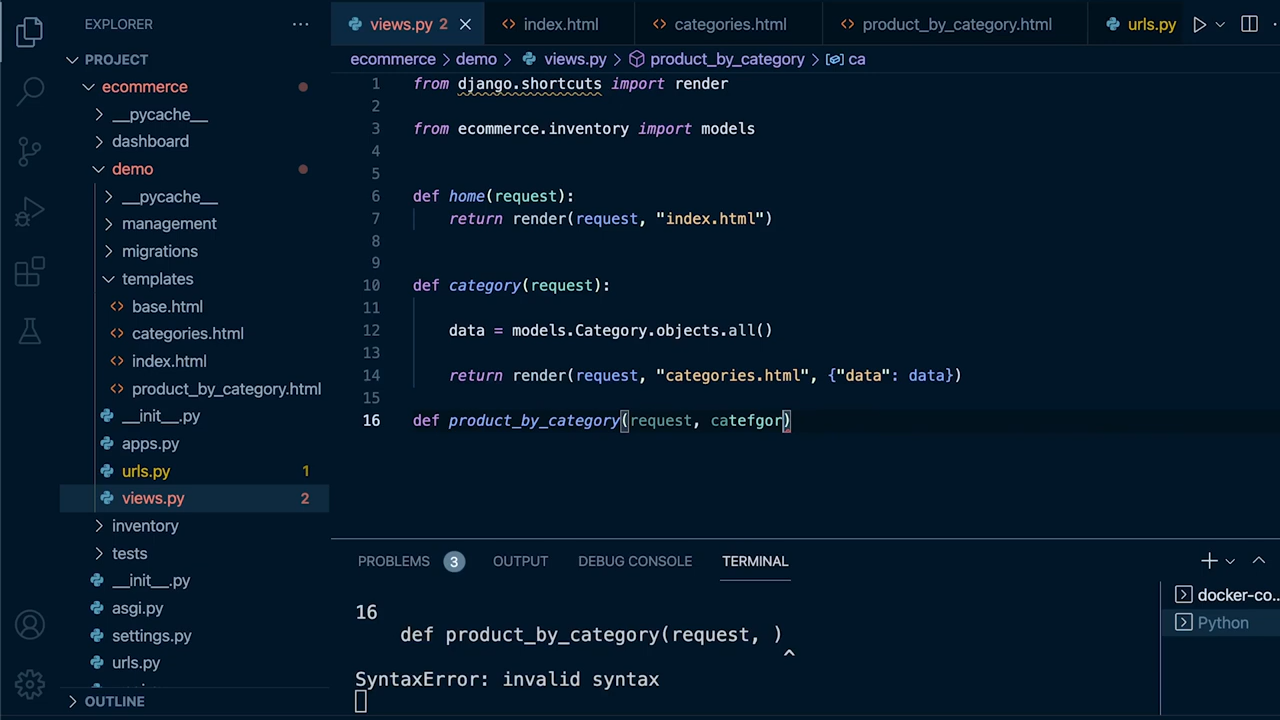 EXPLORER
PROJECT
ecommerce
__pycache__
dashboard
demo
__pycache__
management
migrations
templates
base.html
categories.html
index.html
product_by_category.html
__init__.py
apps.py
urls.py 1
views.py 2
inventory
tests
__init__.py
asgi.py
settings.py
urls.py
OUTLINE
views.py 2 index.html categories.html product_by_category.html urls.py
ecommerce > demo > views.py > product_by_category > ca
1 from django.shortcuts import render
2
3 from ecommerce.inventory import models
4
5
6 def home(request):
7 return render(request, "index.html")
8
9
10 def category(request):
11
12 data = models.Category.objects.all()
13
14 return render(request, "categories.html", {"data": data})
15
16 def product_by_category(request, catefgor)
PROBLEMS 3 OUTPUT DEBUG CONSOLE TERMINAL
16
def product_by_category(request, )
^
SyntaxError: invalid syntax
docker-co...
Python